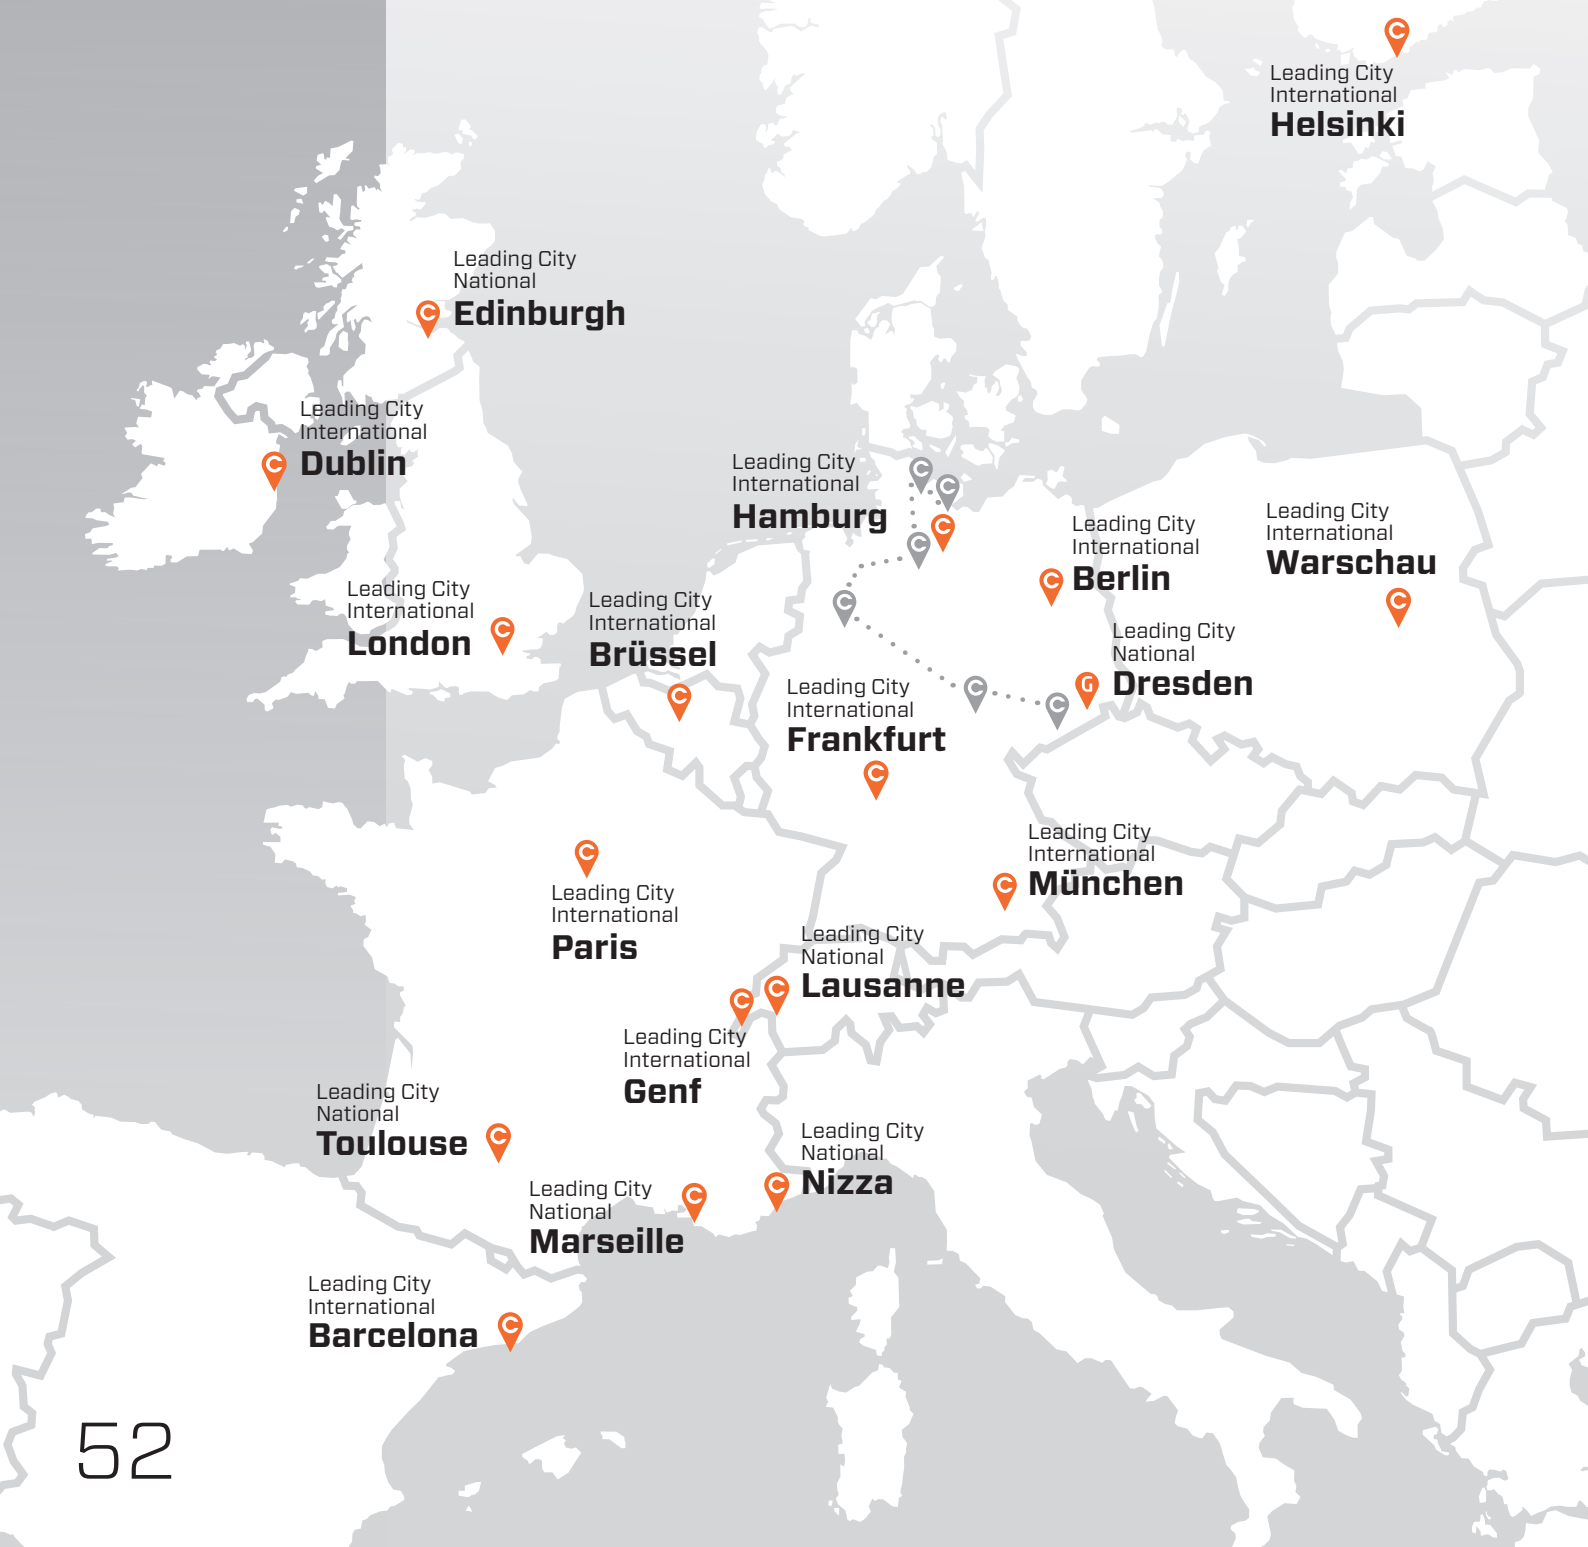 Leading City
International
Helsinki
Leading City
National
Edinburgh
Leading City
International
Dublin
Leading City
International
Hamburg
Leading City
International
Berlin
Leading City
International
Warschau
Leading City
International
London
Leading City
International
Brüssel
Leading City
National
Dresden
Leading City
International
Frankfurt
Leading City
International
München
Leading City
International
Paris
Leading City
National
Lausanne
Leading City
International
Genf
Leading City
National
Toulouse
Leading City
National
Nizza
Leading City
National
Marseille
Leading City
International
Barcelona
52